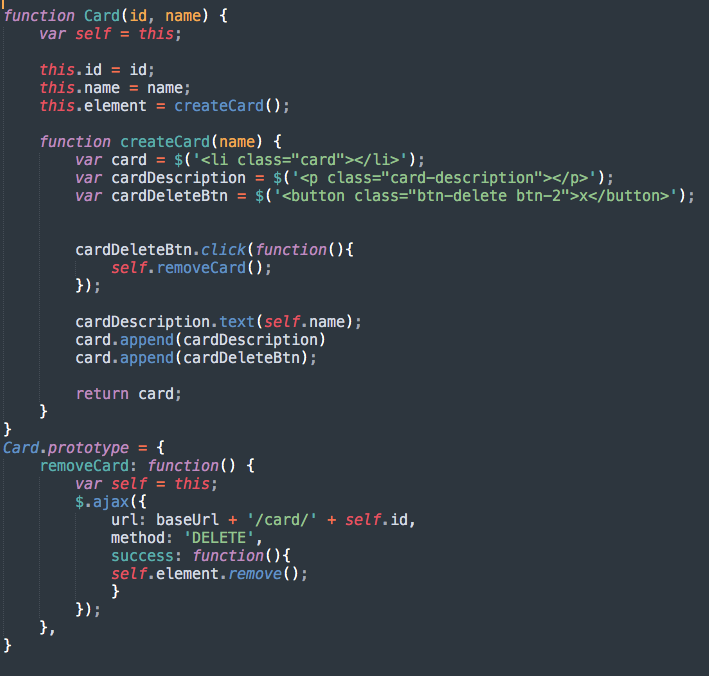 function Card(id, name) {
    var self = this;

    this.id = id;
    this.name = name;
    this.element = createCard();

    function createCard(name) {
        var card = $('<li class="card"></li>');
        var cardDescription = $('<p class="card-description"></p>');
        var cardDeleteBtn = $('<button class="btn-delete btn-2">x</button>');


        cardDeleteBtn.click(function(){
            self.removeCard();
        });

        cardDescription.text(self.name);
        card.append(cardDescription)
        card.append(cardDeleteBtn);

        return card;
    }
}
Card.prototype = {
    removeCard: function() {
        var self = this;
        $.ajax({
            url: baseUrl + '/card/' + self.id,
            method: 'DELETE',
            success: function(){
            self.element.remove();
            }
        });
    },
}